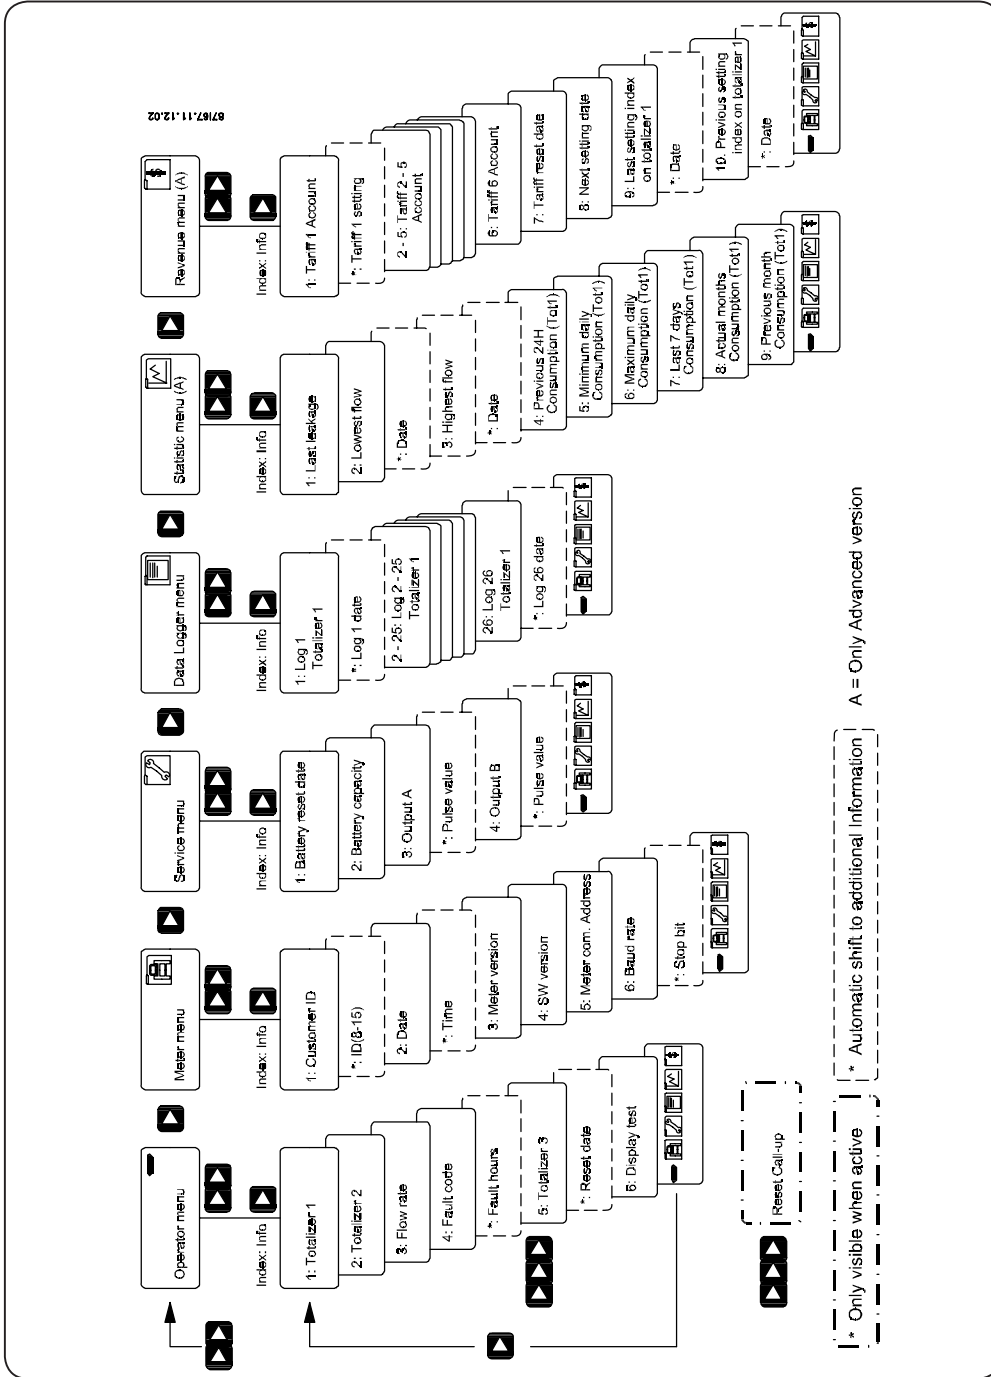 Operator menu
Index: Info
1: Totalizer 1
2: Totalizer 2
3: Flow rate
4: Fault code
*: Fault hours
5: Totalizer 3
*: Reset date
6: Display test
Reset Call-up
Meter menu
Index: Info
1: Customer ID
*: ID(8-15)
2: Date
*: Time
3: Meter version
4: SW version
5: Meter com. Address
6: Baud rate
*: Stop bit
Service menu
Index: Info
1: Battery reset date
2: Battery capacity
3: Output A
*: Pulse value
4: Output B
*: Pulse value
Data Logger menu
Index: Info
1: Log 1
Totalizer 1
*: Log 1 date
2 - 25: Log 2 - 25
Totalizer 1
26: Log 26
Totalizer 1
*: Log 26 date
Statistic menu (A)
Index: Info
1: Last leakage
2: Lowest flow
*: Date
3: Highest flow
*: Date
4: Previous 24H
Consumption (Tot1)
5: Minimum daily
Consumption (Tot1)
6: Maximum daily
Consumption (Tot1)
7: Last 7 days
Consumption (Tot1)
8: Actual months
Consumption (Tot1)
9: Previous month
Consumption (Tot1)
Revenue menu (A)
Index: Info
1: Tariff 1 Account
*: Tariff 1 setting
2 - 5: Tariff 2 - 5
Account
6: Tariff 6 Account
7: Tariff reset date
8: Next setting date
9: Last setting index
on totalizer 1
*: Date
10. Previous setting
index on totalizer 1
*: Date
* Only visible when active
* Automatic shift to additional Information
A = Only Advanced version
87167.11.12.02